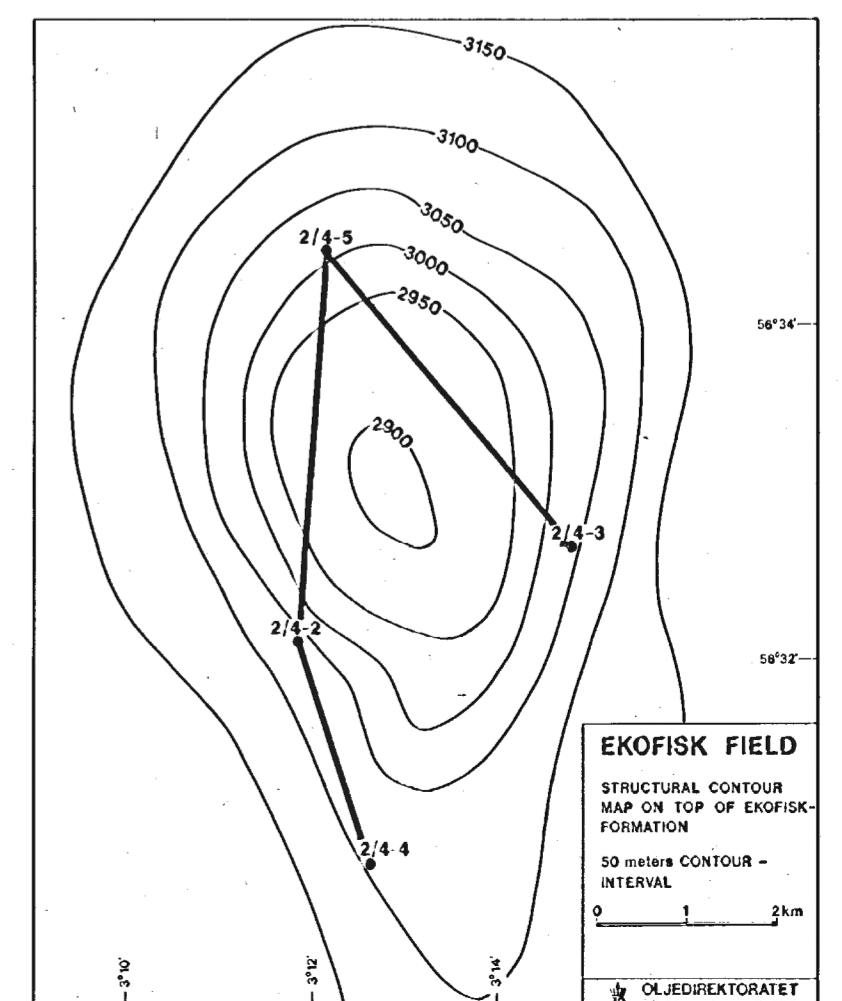 3150
3100
3050
2/4-5
3000
2950
56°34'
2900
2/4-3
2/4-2
58°32'
EKOFISK FIELD
STRUCTURAL CONTOUR
MAP ON TOP OF EKOFISK-
FORMATION
2/4-4
50 meters CONTOUR -
INTERVAL
0 1 2km
3°10'
3°12'
3°14'
OLJEDIREKTORATET